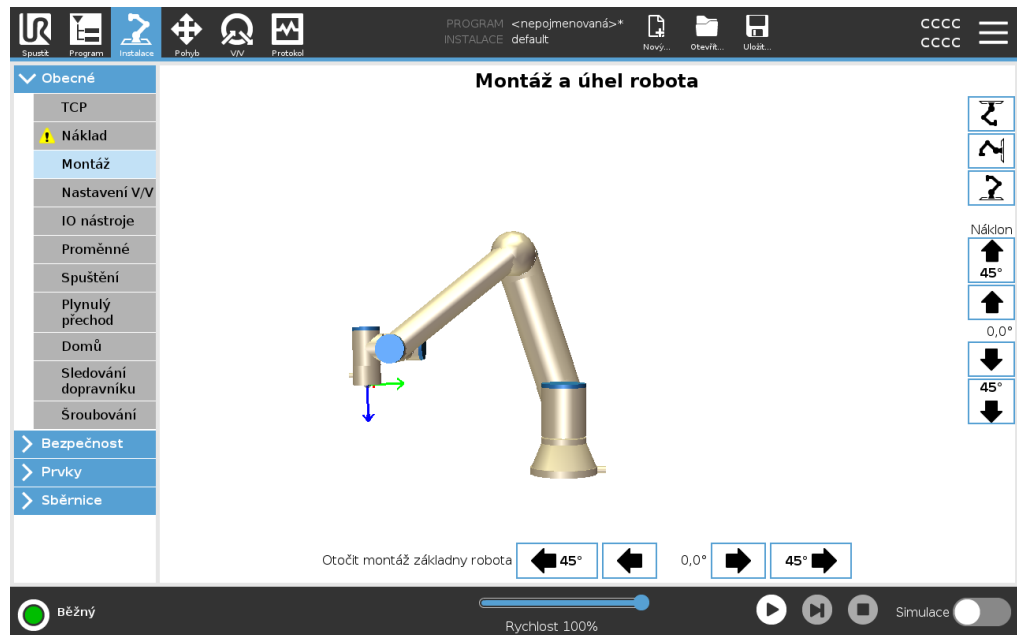 PROGRAM <nepojmenovaná>*
INSTALACE default
cccc
cccc
Spustit
Program
Instalace
Pohyb
V/V
Protokol
Nový...
Otevřít...
Uložit...
Obecné
TCP
Náklad
Montáž
Nastavení V/V
IO nástroje
Proměnné
Spuštění
Plynulý
přechod
Domů
Sledování
dopravníku
Šroubování
Bezpečnost
Prvky
Sběrnice
Montáž a úhel robota
Náklon
45°
0,0°
45°
Otočit montáž základny robota 45° 0,0° 45°
Běžný
Rychlost 100%
Simulace